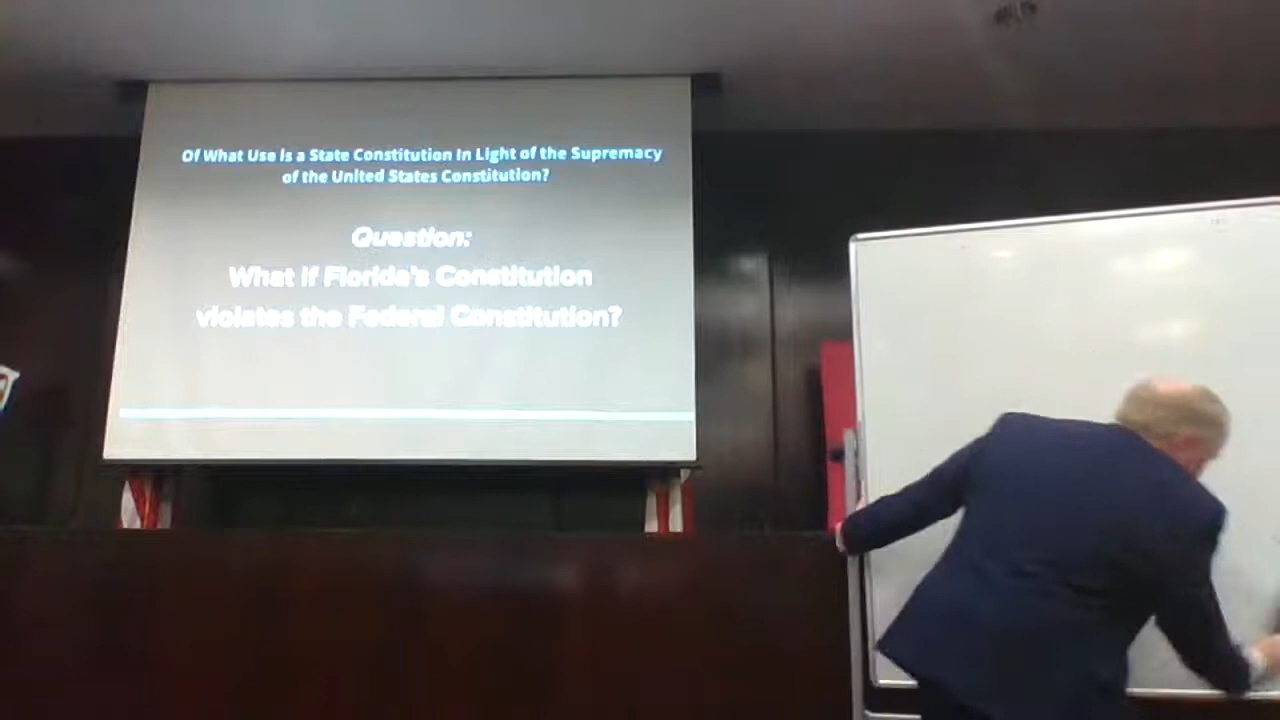 Of What Use is a State Constitution In Light of the Supremacy
of the United States Constitution?
Question:
What if Florida's Constitution
violates the Federal Constitution?